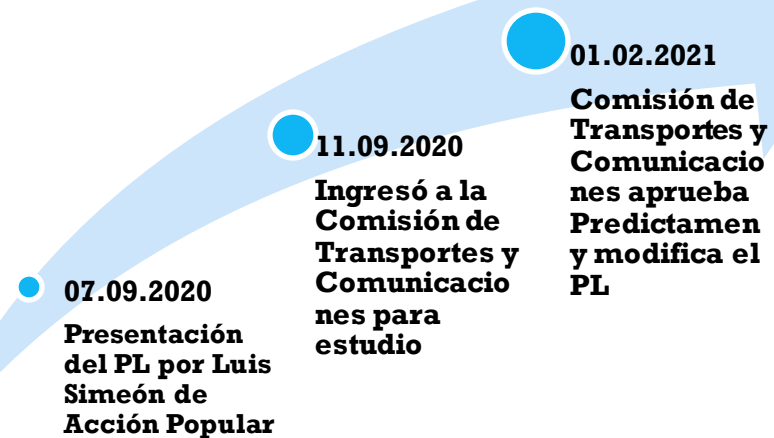 07.09.2020
Presentación
del PL por Luis
Simeón de
Acción Popular
11.09.2020
Ingresó a la
Comisión de
Transportes y
Comunicacio
nes para
estudio
01.02.2021
Comisión de
Transportes y
Comunicacio
nes aprueba
Predictamen
y modifica el
PL